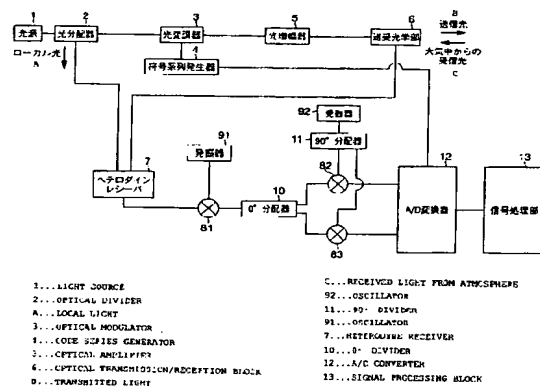 1 2 3 5 6
光源 光分配器 光変調器 光増幅器 送受光学部
B
送信光
大気中からの
受信光
C
ローカル光
A
4
符号系列発生器
92 発振器
11 90°分配器
91 発振器
7
ヘテロダイン
レシーバ
81
10
0°分配器
82
83
12
A/D変換器
13
信号処理部
1...LIGHT SOURCE
2...OPTICAL DIVIDER
A...LOCAL LIGHT
3...OPTICAL MODULATOR
4...CODE SERIES GENERATOR
5...OPTICAL AMPLIFIER
6...OPTICAL TRANSMISSION/RECEPTION BLOCK
B...TRANSMITTED LIGHT
C...RECEIVED LIGHT FROM ATMOSPHERE
92...OSCILLATOR
11...90° DIVIDER
91...OSCILLATOR
7...HETERODYNE RECEIVER
10...0° DIVIDER
12...A/D CONVERTER
13...SIGNAL PROCESSING BLOCK